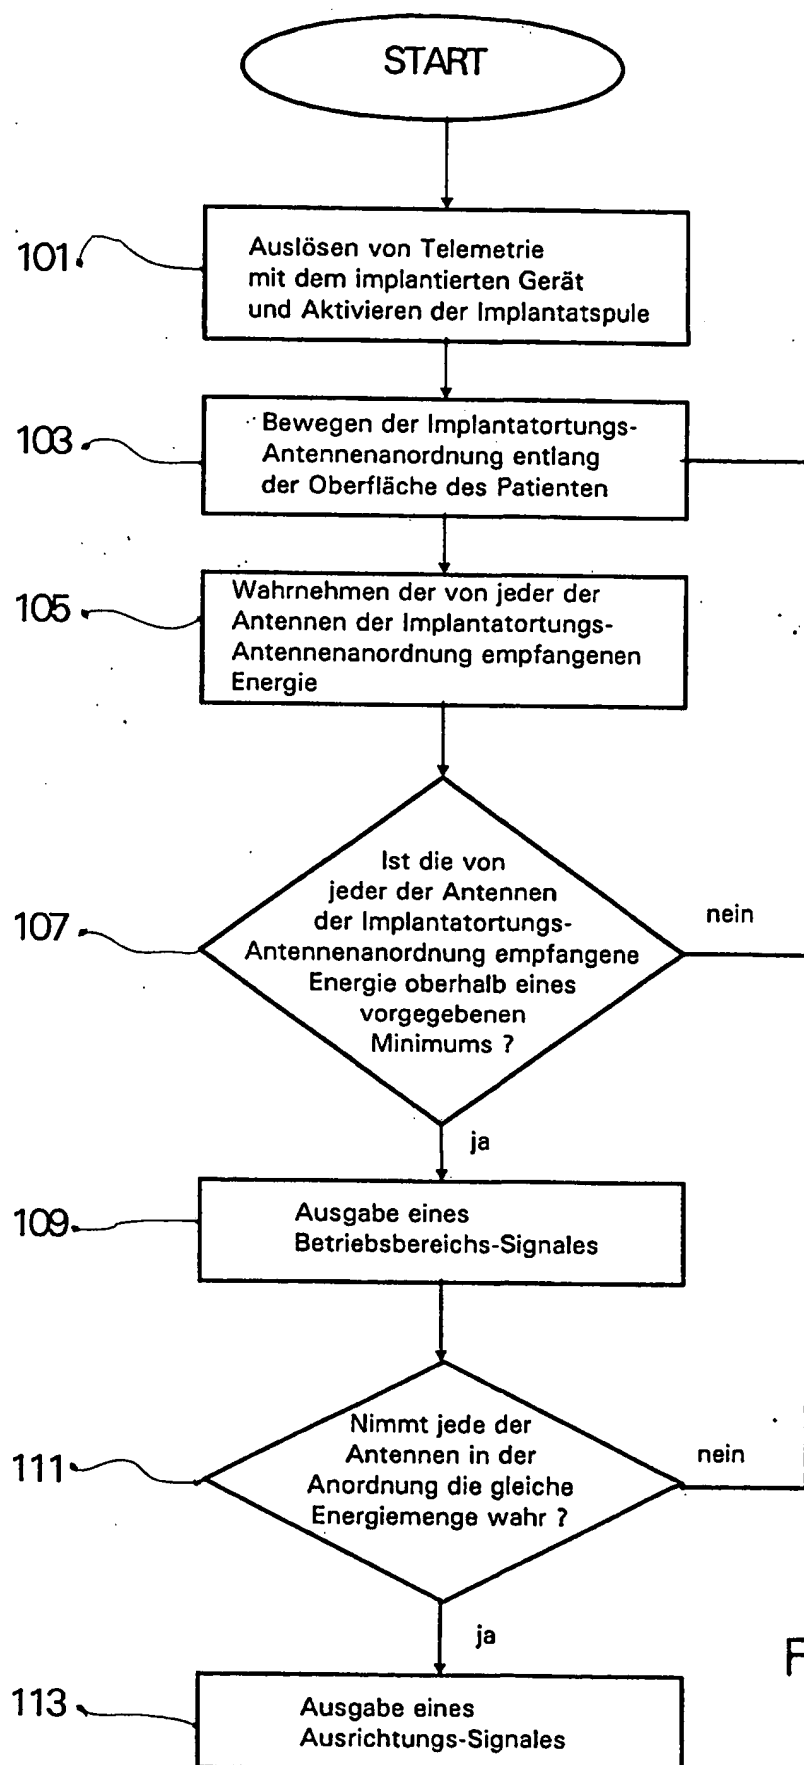 START
101
Auslösen von Telemetrie
mit dem implantierten Gerät
und Aktivieren der Implantatspule
103
Bewegen der Implantatortungs-
Antennenanordnung entlang
der Oberfläche des Patienten
105
Wahrnehmen der von jeder der
Antennen der Implantatortungs-
Antennenanordnung empfangenen
Energie
107
Ist die von
jeder der Antennen
der Implantatortungs-
Antennenanordnung empfangene
Energie oberhalb eines
vorgegebenen
Minimums ?
nein
ja
109
Ausgabe eines
Betriebsbereichs-Signales
111
Nimmt jede der
Antennen in der
Anordnung die gleiche
Energiemenge wahr ?
nein
ja
113
Ausgabe eines
Ausrichtungs-Signales